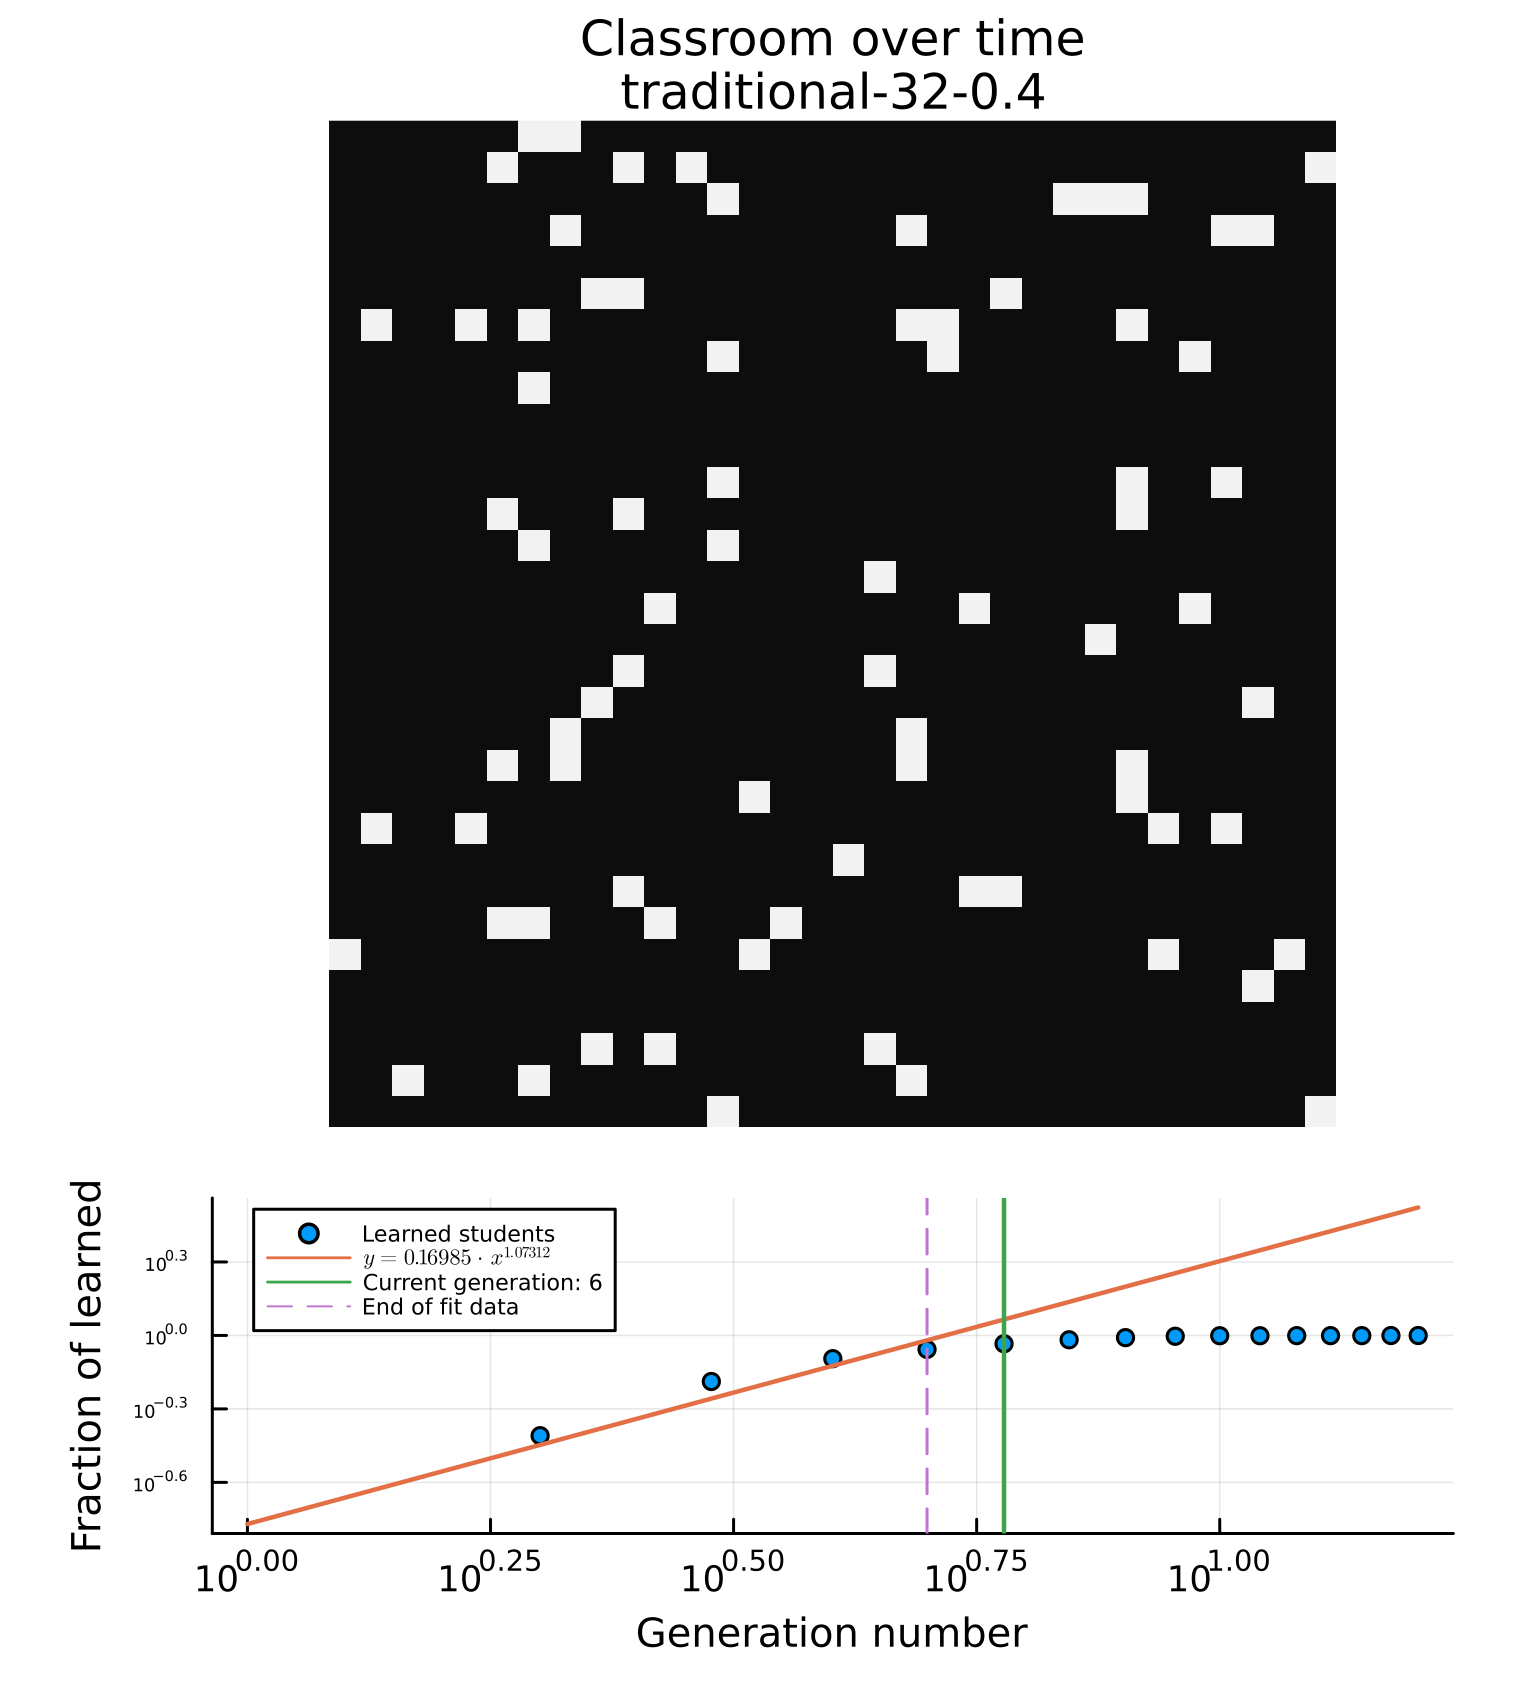 Classroom over time
traditional-32-0.4
Fraction of learned
10^0.3
10^0.0
10^−0.3
10^−0.6
Learned students
y = 0.16985 · x^1.07312
Current generation: 6
End of fit data
10^0.00 10^0.25 10^0.50 10^0.75 10^1.00
Generation number